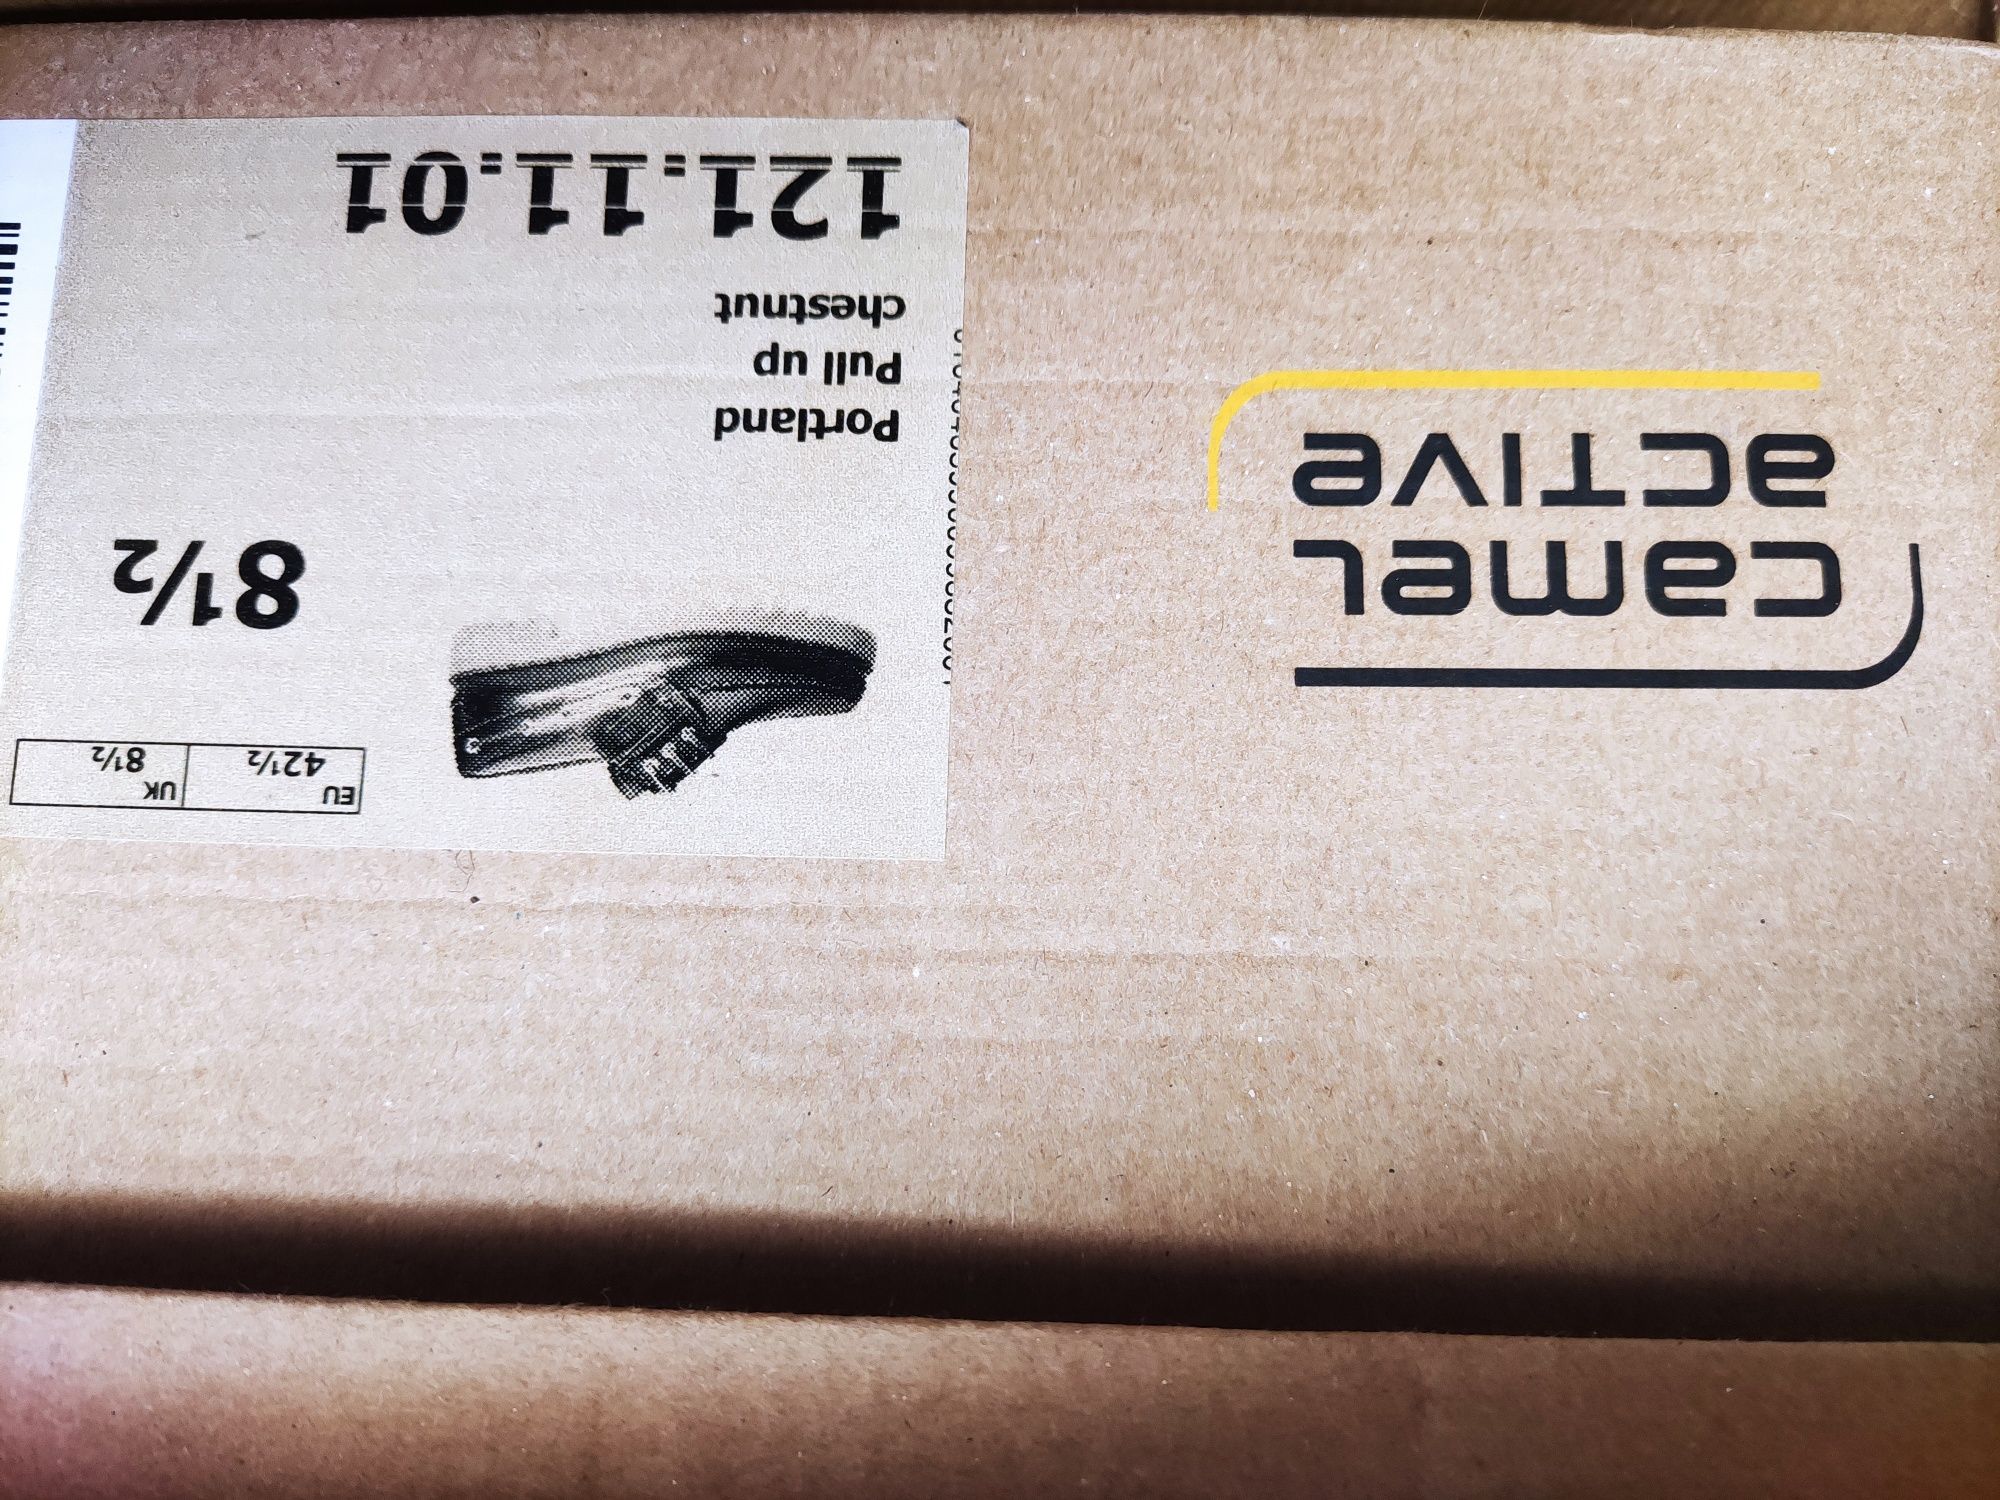 camel
active
121.11.01
chestnut
Pull up
Portland
8½
EU
42½
UK
8½